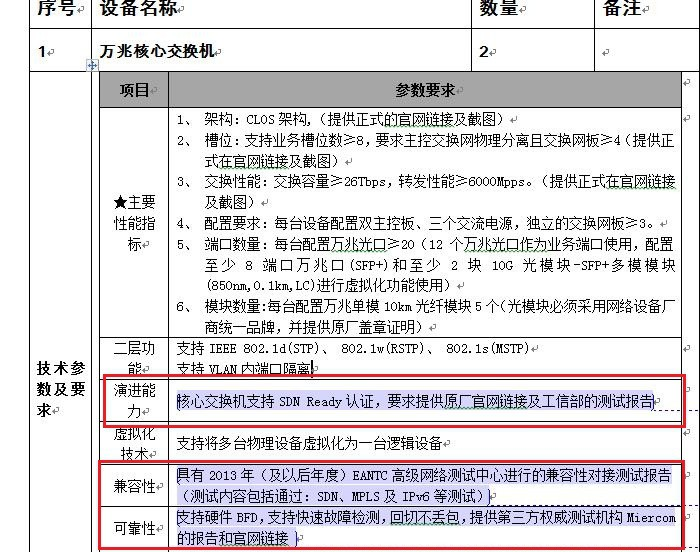 序号 设备名称 数量 备注
1 万兆核心交换机 2
项目 参数要求
技术参
数及要
求
★主要
性能指
标
1、 架构：CLOS 架构，（提供正式的官网链接及截图）
2、 槽位：支持业务槽位数≥8，要求主控交换网物理分离且交换网板≥4（提供正
式在官网链接及截图）
3、 交换性能：交换容量≥26Tbps，转发性能≥6000Mpps。（提供正式在官网链接
及截图）
4、 配置要求：每台设备配置双主控板、三个交流电源，独立的交换网板≥3。
5、 端口数量：每台配置万兆光口≥20（12 个万兆光口作为业务端口使用，配置
至少 8 端口万兆口(SFP+)和至少 2 块 10G 光模块-SFP+多模模块
(850nm,0.1km,LC)进行虚拟化功能使用）
6、 模块数量:每台配置万兆单模 10km 光纤模块 5 个（光模块必须采用网络设备厂
商统一品牌，并提供原厂盖章证明）
二层功
能
支持 IEEE 802.1d(STP)、 802.1w(RSTP)、 802.1s(MSTP)
支持 VLAN 内端口隔离
演进能
力
核心交换机支持 SDN Ready 认证，要求提供原厂官网链接及工信部的测试报告
虚拟化
技术
支持将多台物理设备虚拟化为一台逻辑设备
兼容性
具有 2013 年（及以后年度）EANTC 高级网络测试中心进行的兼容性对接测试报告
（测试内容包括通过：SDN、MPLS 及 IPv6 等测试）
可靠性
支持硬件 BFD，支持快速故障检测，回切不丢包，提供第三方权威测试机构 Miercom
的报告和官网链接 ）